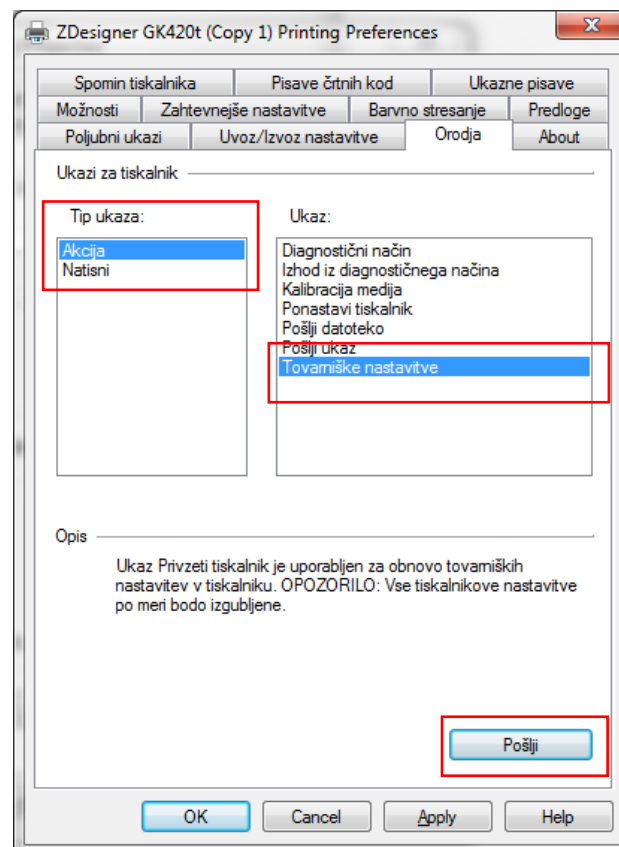 ZDesigner GK420t (Copy 1) Printing Preferences
Spomin tiskalnika Pisave črtnih kod Ukazne pisave
Možnosti Zahtevnejše nastavitve Barvno stresanje Predloge
Poljubni ukazi Uvoz/Izvoz nastavitve Orodja About
Ukazi za tiskalnik
Tip ukaza: Ukaz:
Akcija
Natisni
Diagnostični način
Izhod iz diagnostičnega načina
Kalibracija medija
Ponastavi tiskalnik
Pošlji datoteko
Pošlji ukaz
Tovarniške nastavitve
Opis
Ukaz Privzeti tiskalnik je uporabljen za obnovo tovarniških
nastavitev v tiskalniku. OPOZORILO: Vse tiskalnikove nastavitve
po meri bodo izgubljene.
Pošlji
OK Cancel Apply Help